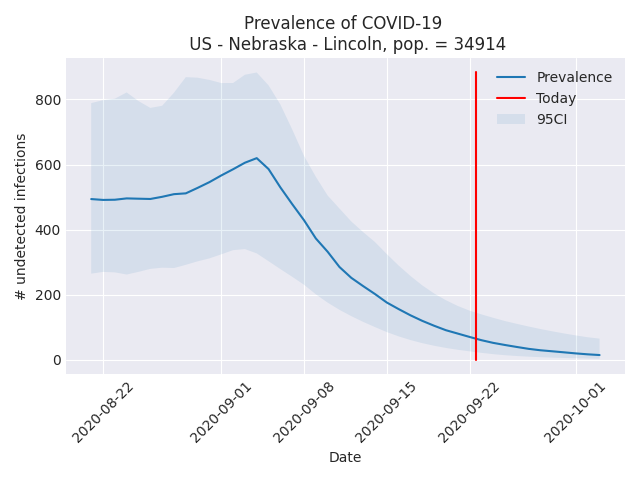 Prevalence of COVID-19
US - Nebraska - Lincoln, pop. = 34914
Prevalence
Today
95CI
800
600
400
200
0
# undetected infections
2020-08-22
2020-09-01
2020-09-08
2020-09-15
2020-09-22
2020-10-01
Date